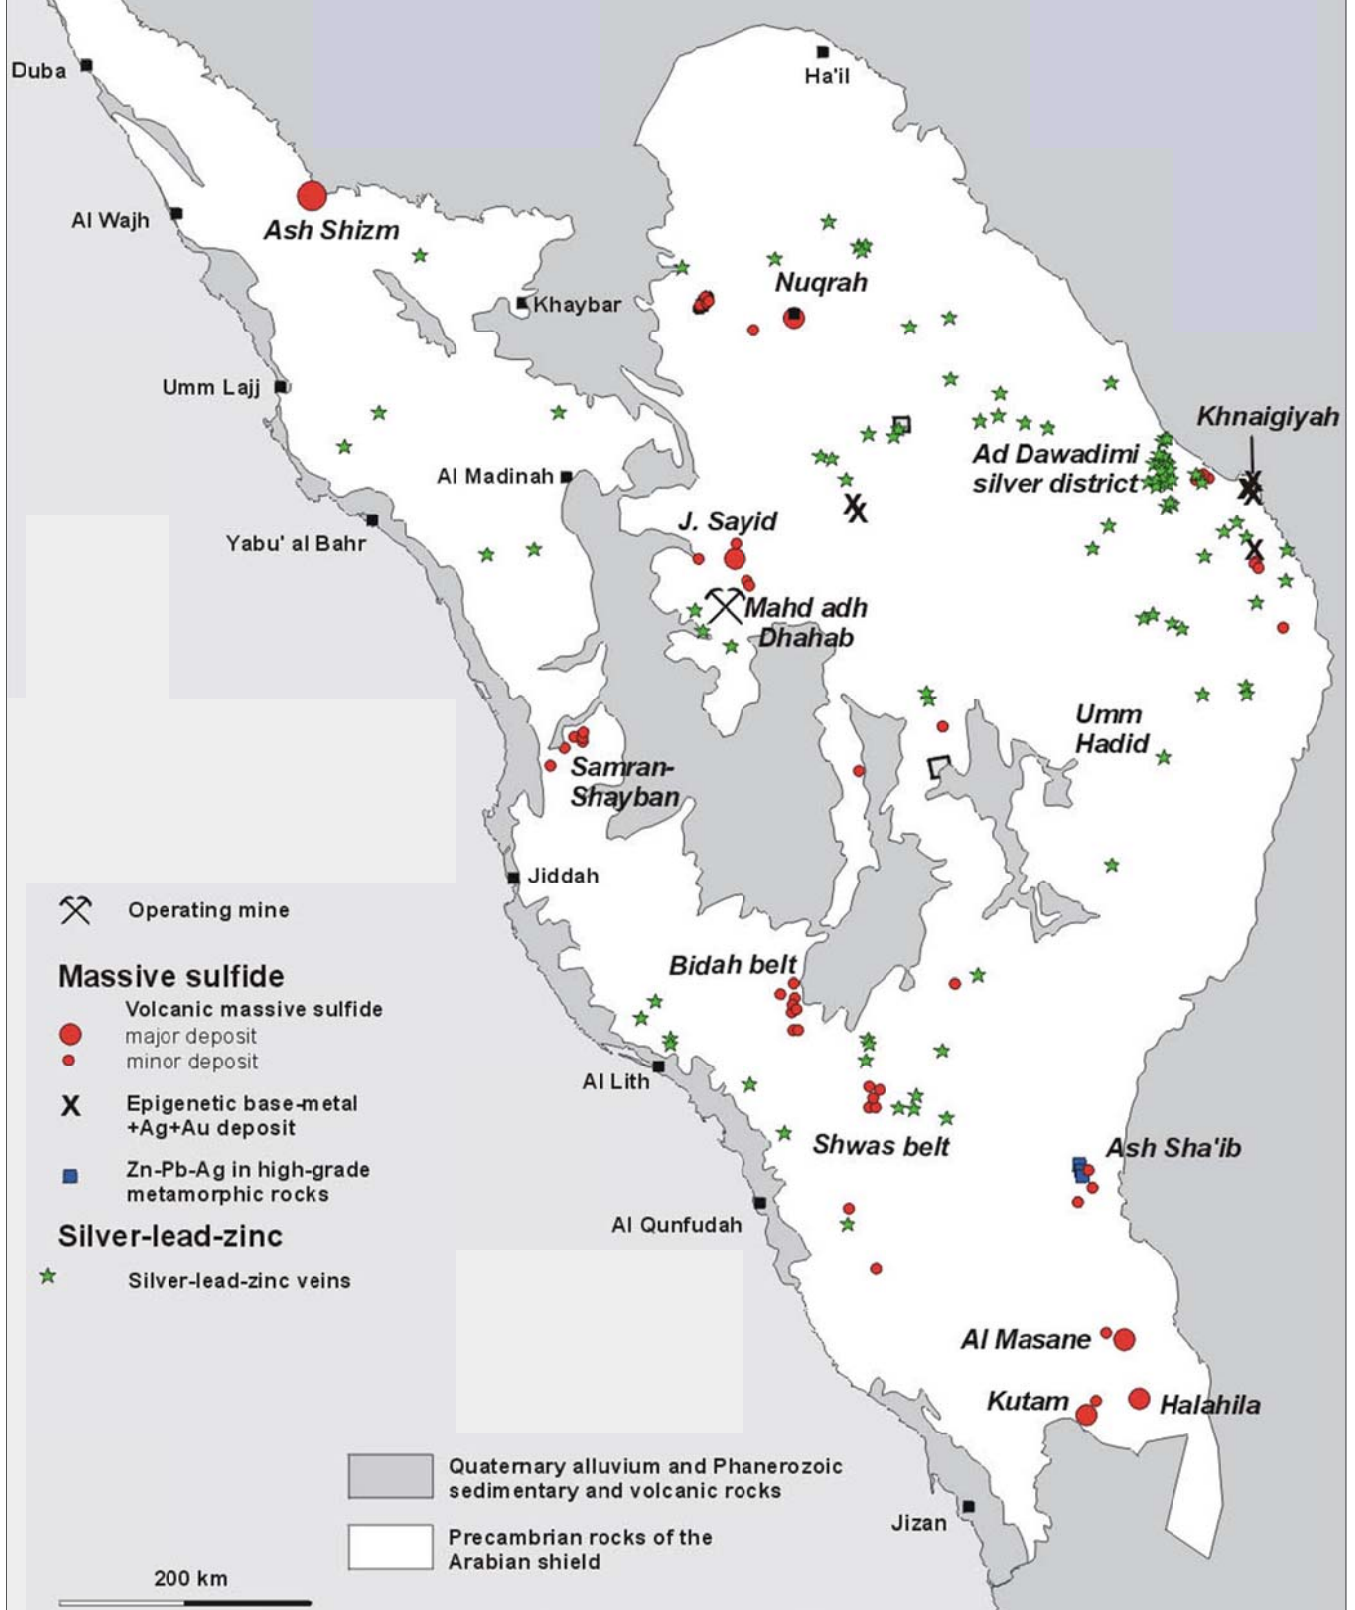 Duba
Ha'il
Al Wajh
Ash Shizm
Nuqrah
Khaybar
Umm Lajj
Khnaigiyah
Ad Dawadimi
silver district
Al Madinah
J. Sayid
Yabu' al Bahr
Mahd adh
Dhahab
Umm
Hadid
Samran-
Shayban
Jiddah
Bidah belt
Al Lith
Shwas belt
Ash Sha'ib
Al Qunfudah
Al Masane
Kutam
Halahila
Jizan
Operating mine
Massive sulfide
Volcanic massive sulfide
major deposit
minor deposit
X
Epigenetic base-metal
+Ag+Au deposit
Zn-Pb-Ag in high-grade
metamorphic rocks
Silver-lead-zinc
Silver-lead-zinc veins
Quaternary alluvium and Phanerozoic
sedimentary and volcanic rocks
Precambrian rocks of the
Arabian shield
200 km